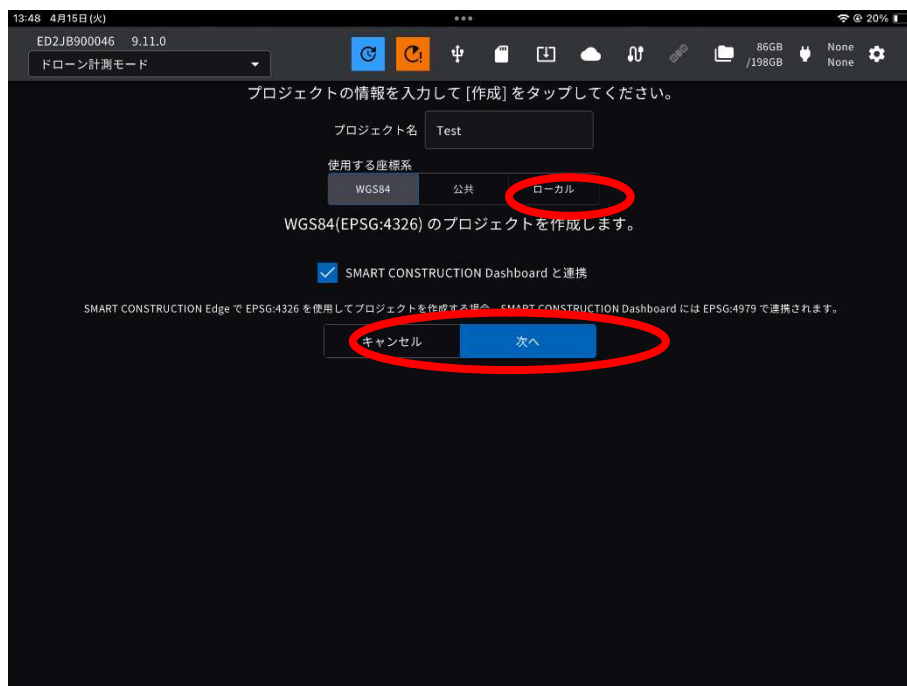 13:48 4月15日(火)
20%
ED2JB900046 9.11.0
ドローン計測モード
86GB
/198GB
None
None
プロジェクトの情報を入力して [作成] をタップしてください。
プロジェクト名 Test
使用する座標系
WGS84 公共 ローカル
WGS84(EPSG:4326) のプロジェクトを作成します。
SMART CONSTRUCTION Dashboard と連携
SMART CONSTRUCTION Edge で EPSG:4326 を使用してプロジェクトを作成する場合、SMART CONSTRUCTION Dashboard には EPSG:4979 で連携されます。
キャンセル 次へ